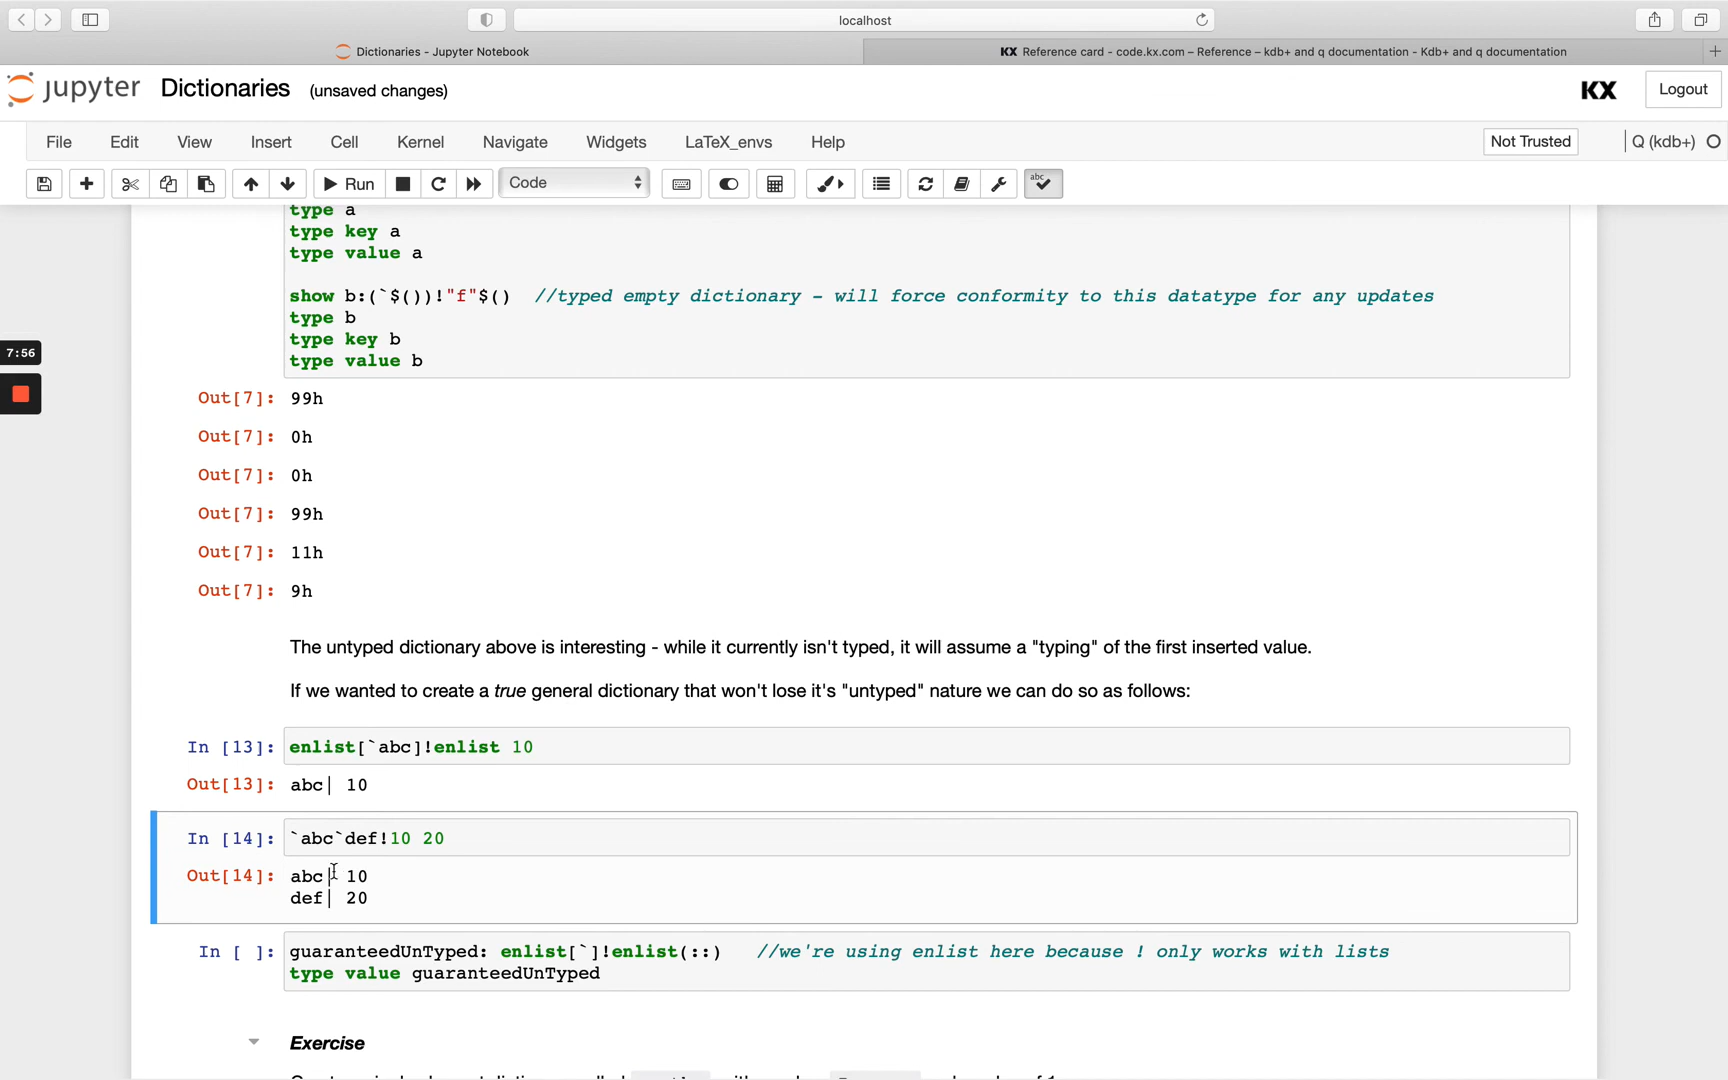 localhost
Dictionaries - Jupyter Notebook
KX Reference card - code.kx.com – Reference – kdb+ and q documentation - Kdb+ and q documentation
jupyter Dictionaries (unsaved changes)
KX
Logout
File Edit View Insert Cell Kernel Navigate Widgets LaTeX_envs Help
Not Trusted
Q (kdb+)
Run
Code
abc
type a
type key a
type value a
show b:(`$())!"f"$() //typed empty dictionary – will force conformity to this datatype for any updates
type b
type key b
type value b
7:56
Out[7]: 99h
Out[7]: 0h
Out[7]: 0h
Out[7]: 99h
Out[7]: 11h
Out[7]: 9h
The untyped dictionary above is interesting - while it currently isn't typed, it will assume a "typing" of the first inserted value.
If we wanted to create a true general dictionary that won't lose it's "untyped" nature we can do so as follows:
In [13]: enlist[`abc]!enlist 10
Out[13]: abc| 10
In [14]: `abc`def!10 20
Out[14]: abc| 10
def| 20
In [ ]: guaranteedUnTyped: enlist[`]!enlist(::) //we're using enlist here because ! only works with lists
type value guaranteedUnTyped
Exercise